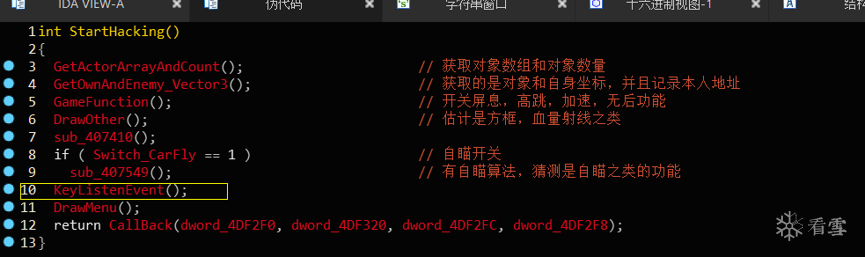 IDA VIEW-A 伪代码 字符串窗口 十六进制视图-1 结构
1 int StartHacking()
2 {
3 GetActorArrayAndCount(); // 获取对象数组和对象数量
4 GetOwnAndEnemy_Vector3(); // 获取的是对象和自身坐标，并且记录本人地址
5 GameFunction(); // 开关屏息，高跳，加速，无后功能
6 DrawOther(); // 估计是方框，血量射线之类
7 sub_407410();
8 if ( Switch_CarFly == 1 ) // 自瞄开关
9 sub_407549(); // 有自瞄算法，猜测是自瞄之类的功能
10 KeyListenEvent();
11 DrawMenu();
12 return CallBack(dword_4DF2F0, dword_4DF320, dword_4DF2FC, dword_4DF2F8);
13 }
看雪